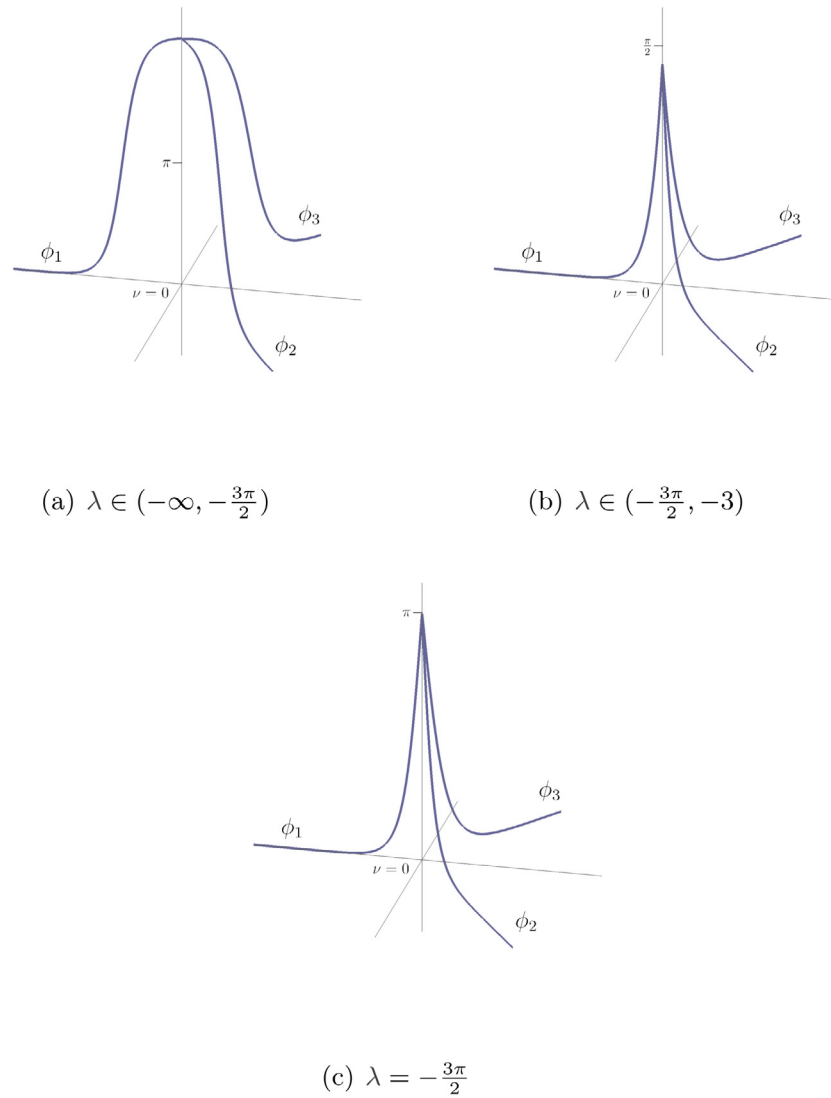 π
ϕ₁
ϕ₃
ν = 0
ϕ₂
π/2
ϕ₁
ϕ₃
ν = 0
ϕ₂
(a) λ ∈ (−∞, −3π/2)
(b) λ ∈ (−3π/2, −3)
π
ϕ₁
ϕ₃
ν = 0
ϕ₂
(c) λ = −3π/2